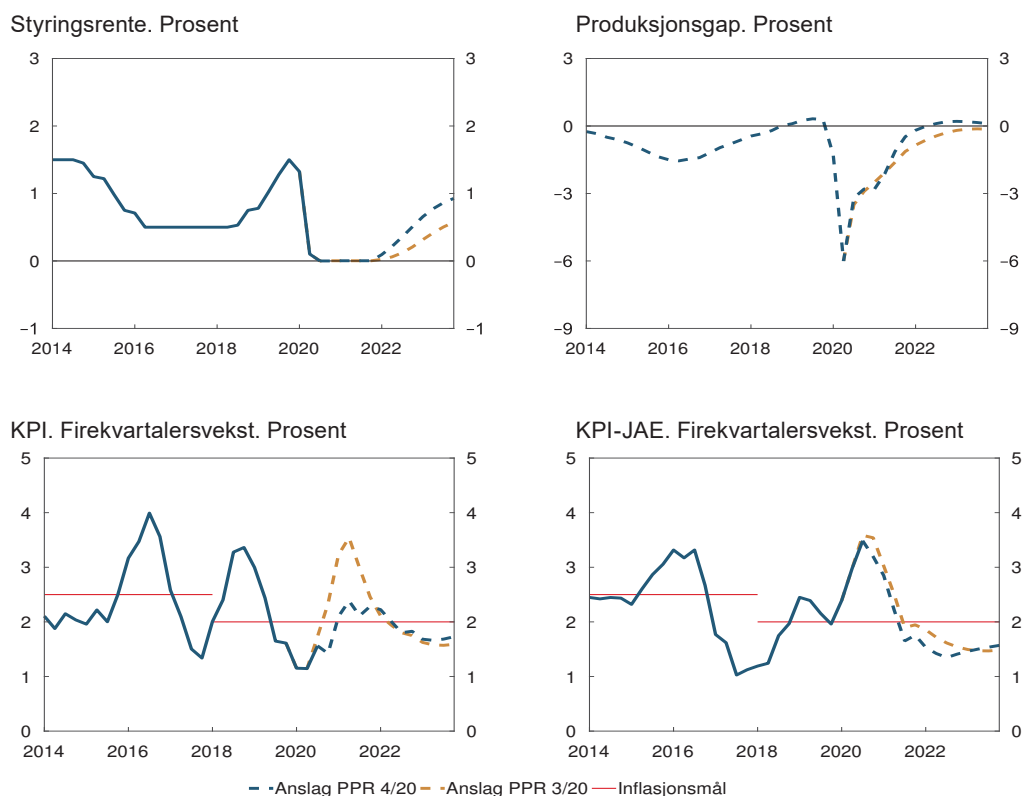 Styringsrente. Prosent
3 3
2 2
1 1
0 0
−1 −1
2014 2016 2018 2020 2022
Produksjonsgap. Prosent
3 3
0 0
−3 −3
−6 −6
−9 −9
2014 2016 2018 2020 2022
KPI. Firekvartalersvekst. Prosent
5 5
4 4
3 3
2 2
1 1
0 0
2014 2016 2018 2020 2022
KPI-JAE. Firekvartalersvekst. Prosent
5 5
4 4
3 3
2 2
1 1
0 0
2014 2016 2018 2020 2022
Anslag PPR 4/20 Anslag PPR 3/20 Inflasjonsmål